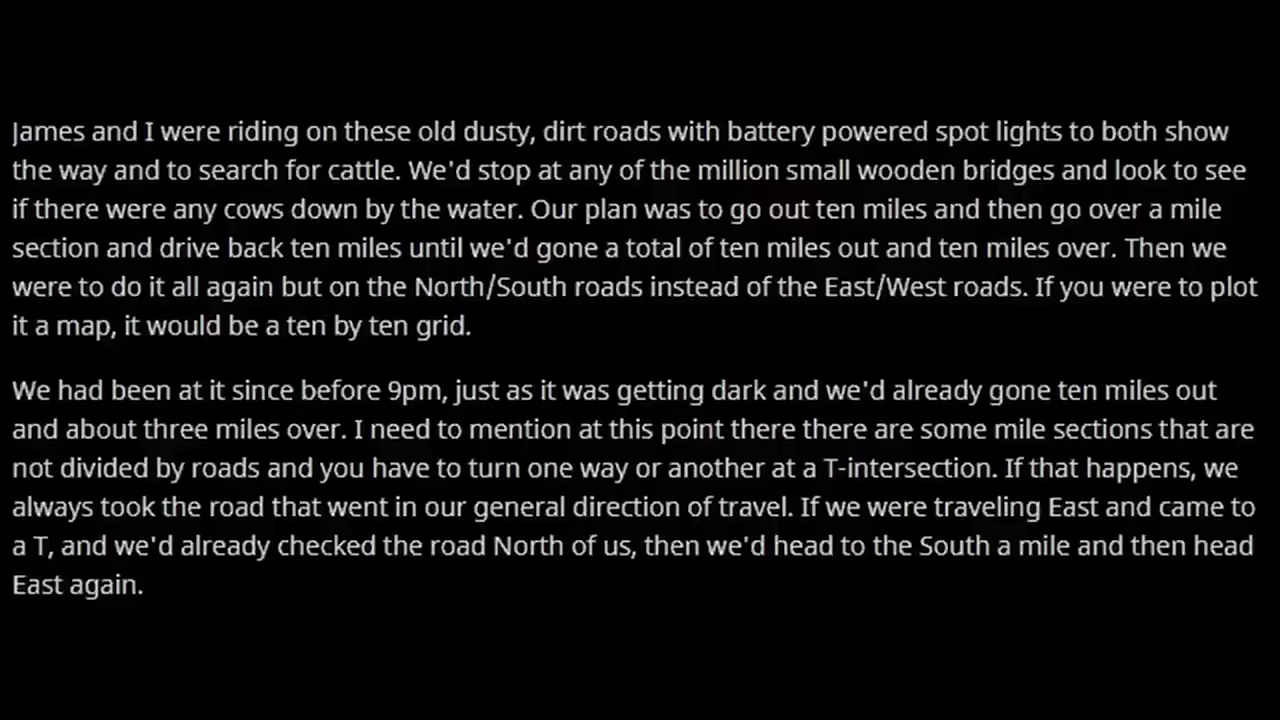 James and I were riding on these old dusty, dirt roads with battery powered spot lights to both show
the way and to search for cattle. We'd stop at any of the million small wooden bridges and look to see
if there were any cows down by the water. Our plan was to go out ten miles and then go over a mile
section and drive back ten miles until we'd gone a total of ten miles out and ten miles over. Then we
were to do it all again but on the North/South roads instead of the East/West roads. If you were to plot
it a map, it would be a ten by ten grid.
We had been at it since before 9pm, just as it was getting dark and we'd already gone ten miles out
and about three miles over. I need to mention at this point there there are some mile sections that are
not divided by roads and you have to turn one way or another at a T-intersection. If that happens, we
always took the road that went in our general direction of travel. If we were traveling East and came to
a T, and we'd already checked the road North of us, then we'd head to the South a mile and then head
East again.